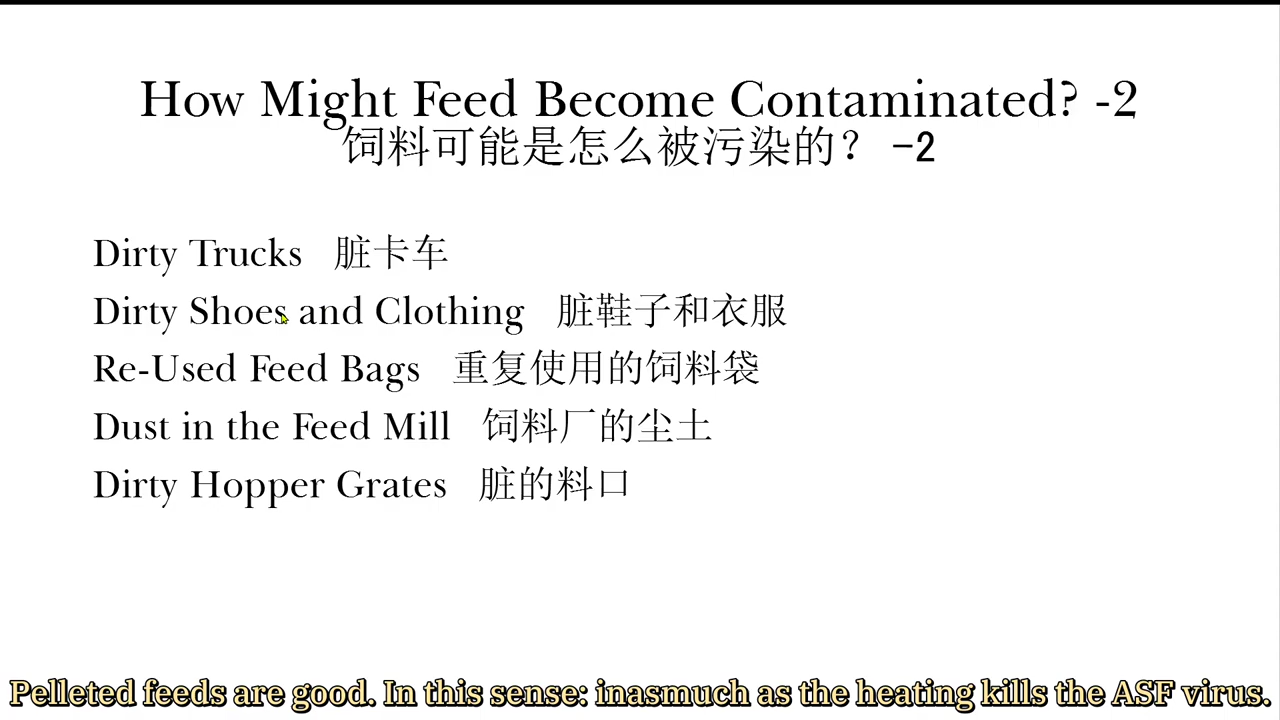 How Might Feed Become Contaminated? -2
饲料可能是怎么被污染的？ -2
Dirty Trucks 脏卡车
Dirty Shoes and Clothing 脏鞋子和衣服
Re-Used Feed Bags 重复使用的饲料袋
Dust in the Feed Mill 饲料厂的尘土
Dirty Hopper Grates 脏的料口
Pelleted feeds are good. In this sense: inasmuch as the heating kills the ASF virus.